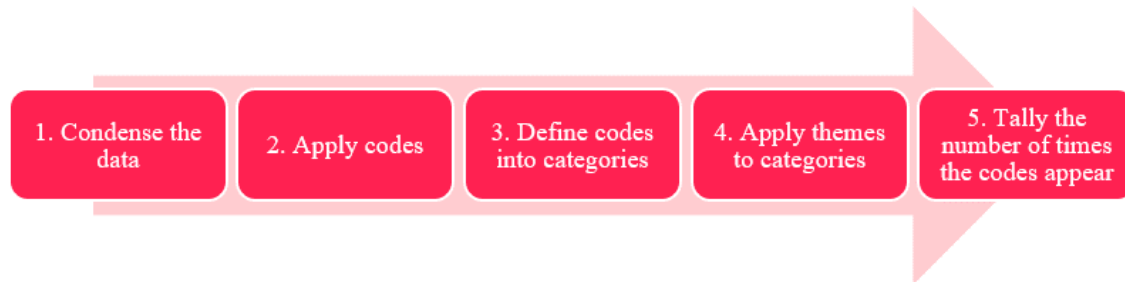 1. Condense the
data
2. Apply codes
3. Define codes
into categories
4. Apply themes
to categories
5. Tally the
number of times
the codes appear